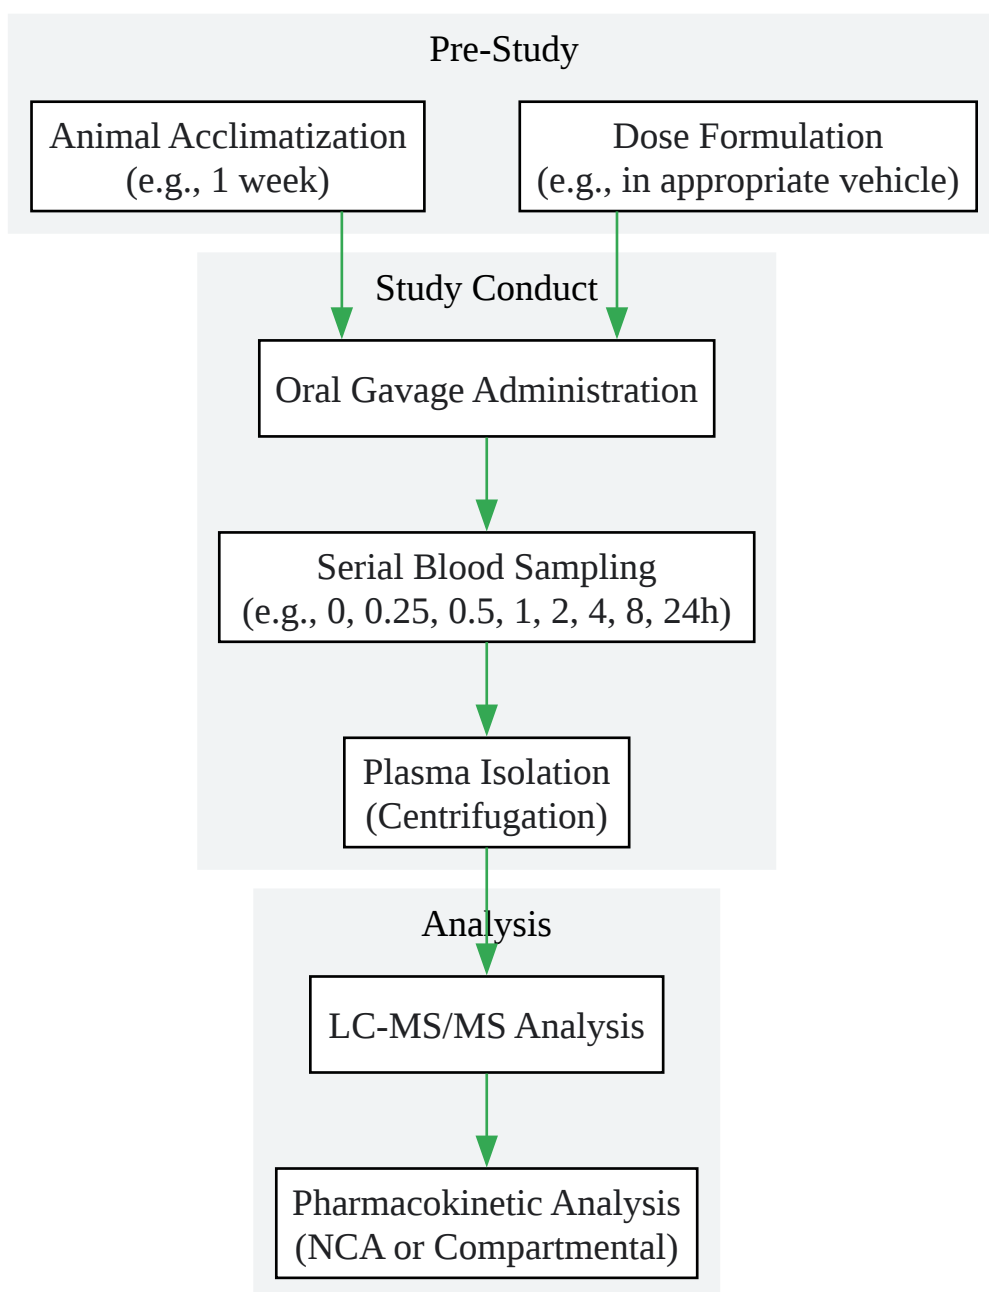 Pre-Study
Animal Acclimatization
(e.g., 1 week)
Dose Formulation
(e.g., in appropriate vehicle)
Study Conduct
Oral Gavage Administration
Serial Blood Sampling
(e.g., 0, 0.25, 0.5, 1, 2, 4, 8, 24h)
Plasma Isolation
(Centrifugation)
Analysis
LC-MS/MS Analysis
Pharmacokinetic Analysis
(NCA or Compartmental)